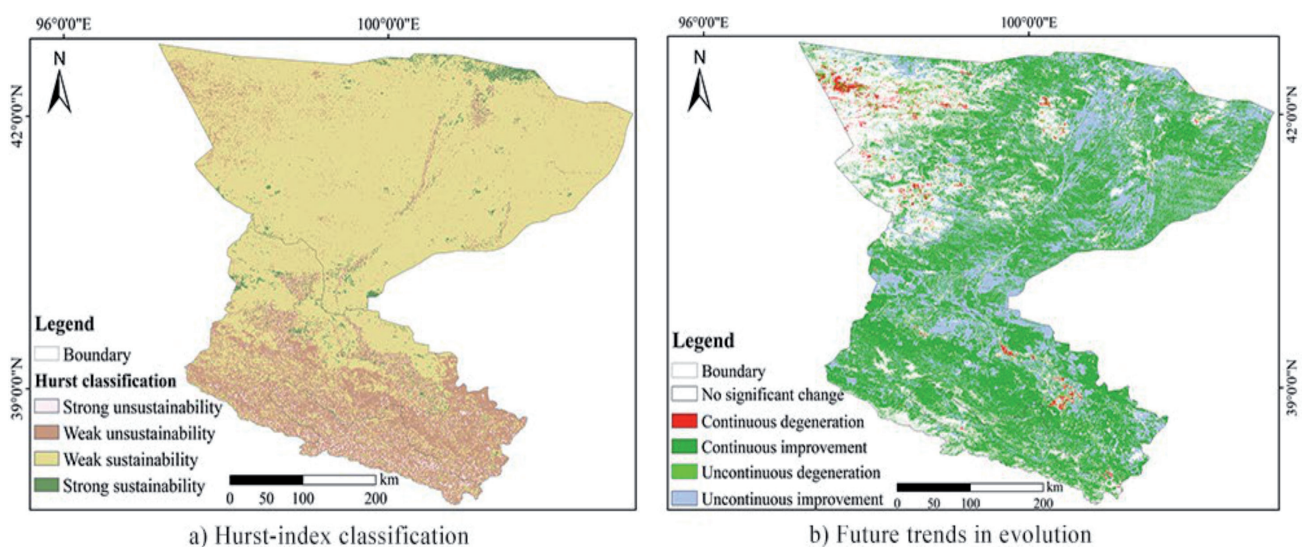 96°0'0"E 100°0'0"E
N
42°0'0"N
39°0'0"N
Legend
Boundary
Hurst classification
Strong unsustainability
Weak unsustainability
Weak sustainability
Strong sustainability
km
0 50 100 200
a) Hurst-index classification
96°0'0"E 100°0'0"E
N
42°0'0"N
39°0'0"N
Legend
Boundary
No significant change
Continuous degeneration
Continuous improvement
Uncontinuous degeneration
Uncontinuous improvement
km
0 50 100 200
b) Future trends in evolution